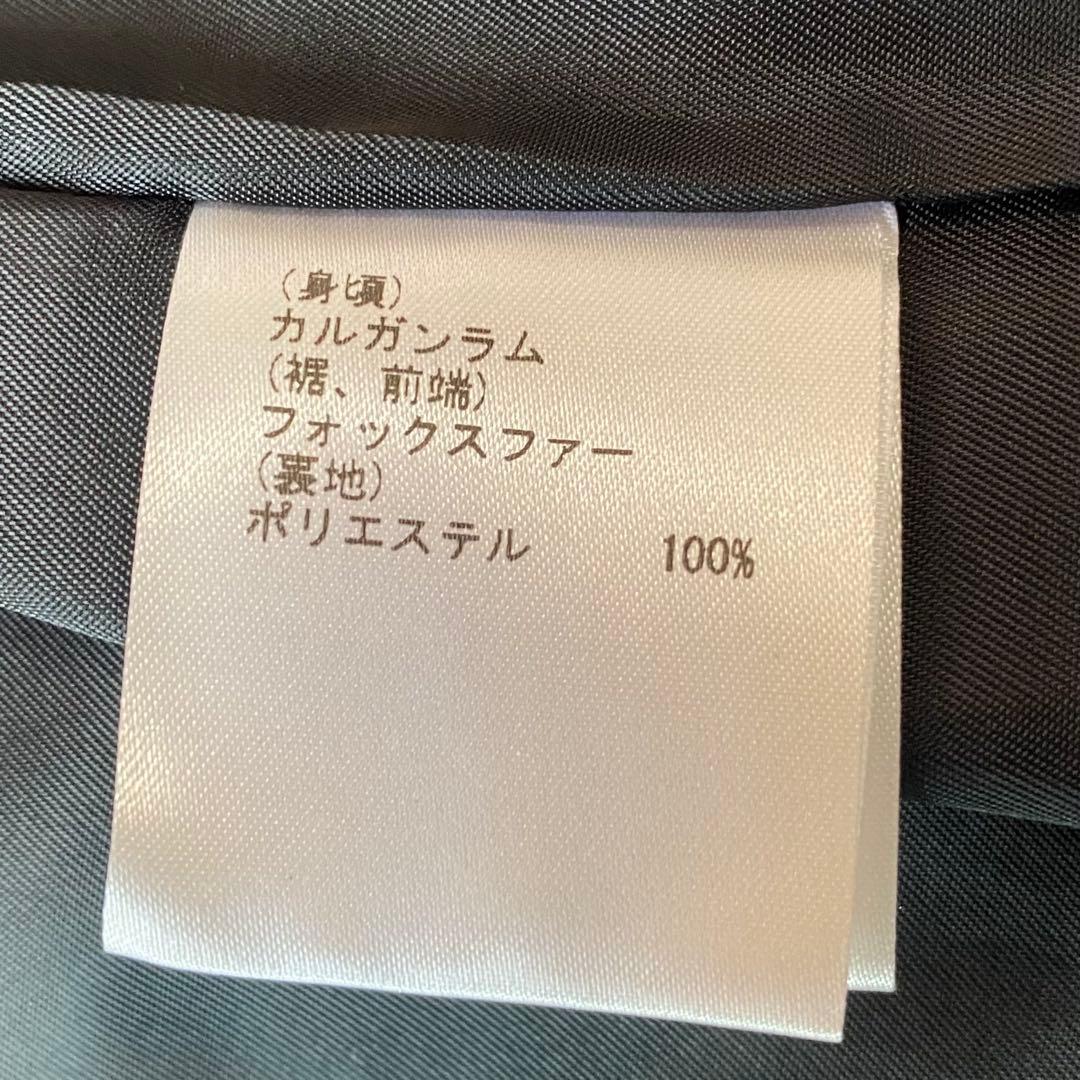 (身頃)
カルガンラム
(裾、前端)
フォックスファー
(裏地)
ポリエステル 100%